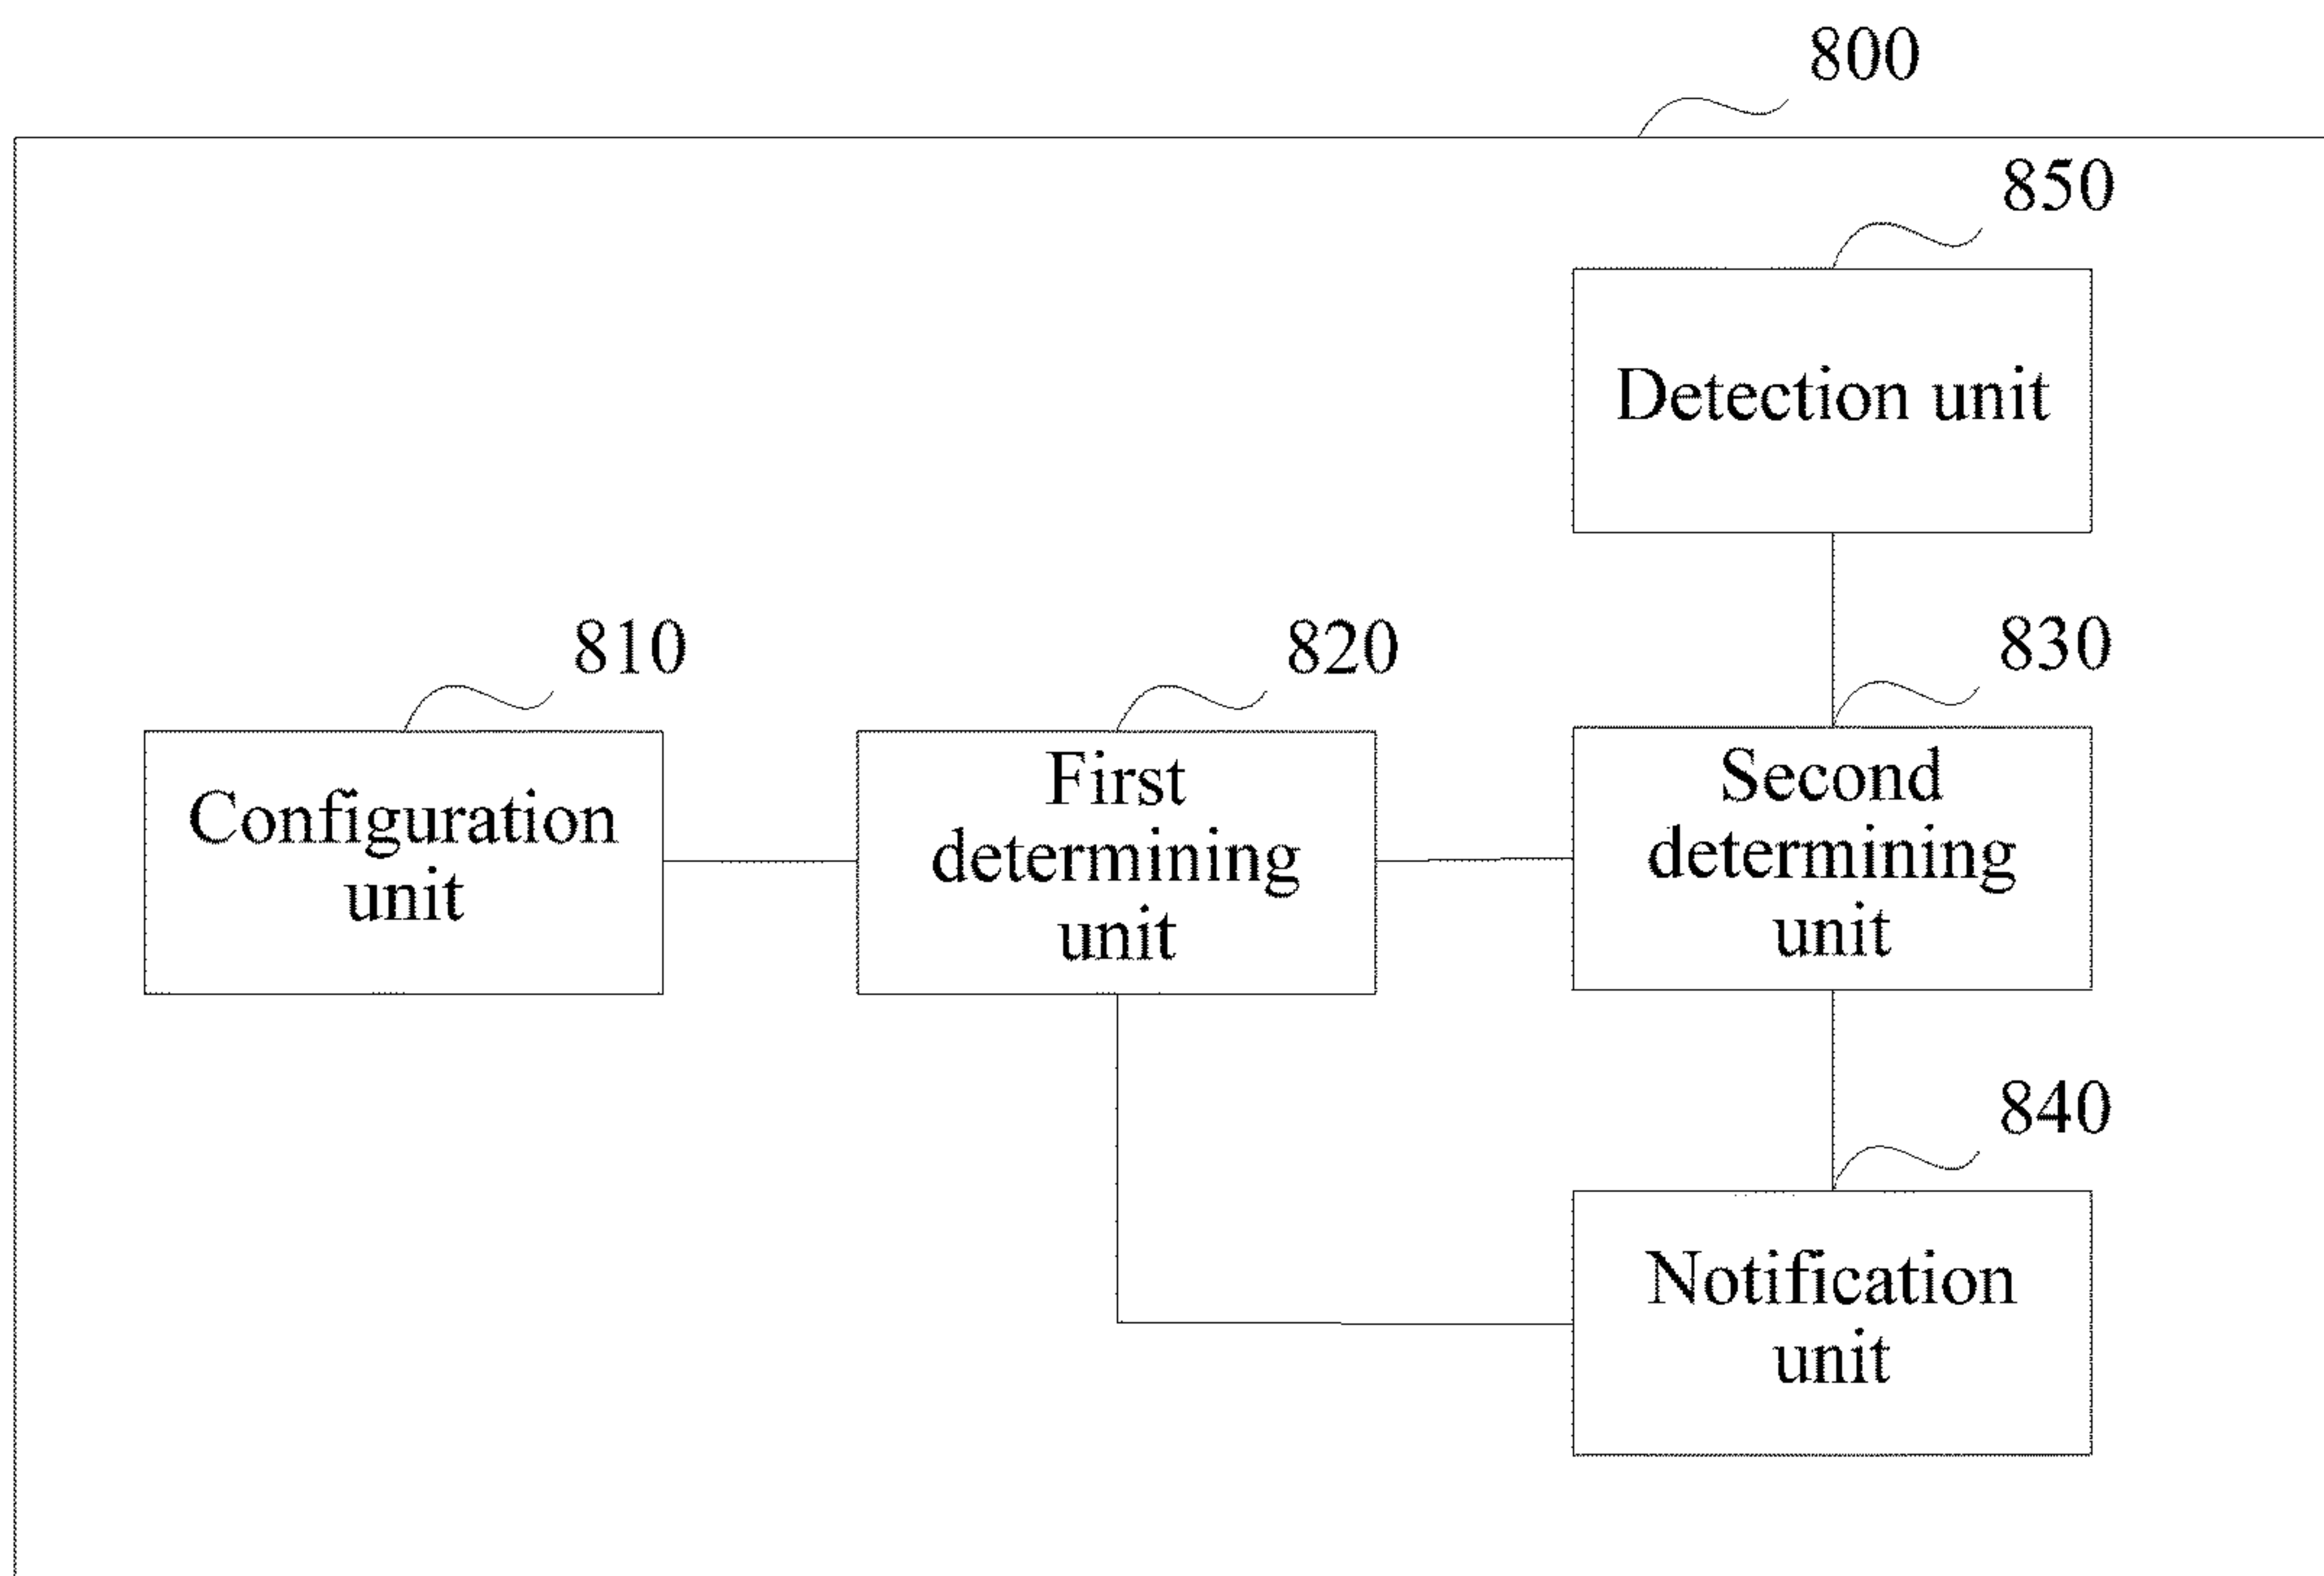 800
850
Detection unit
810
820
830
Configuration
unit
First
determining
unit
Second
determining
unit
840
Notification
unit